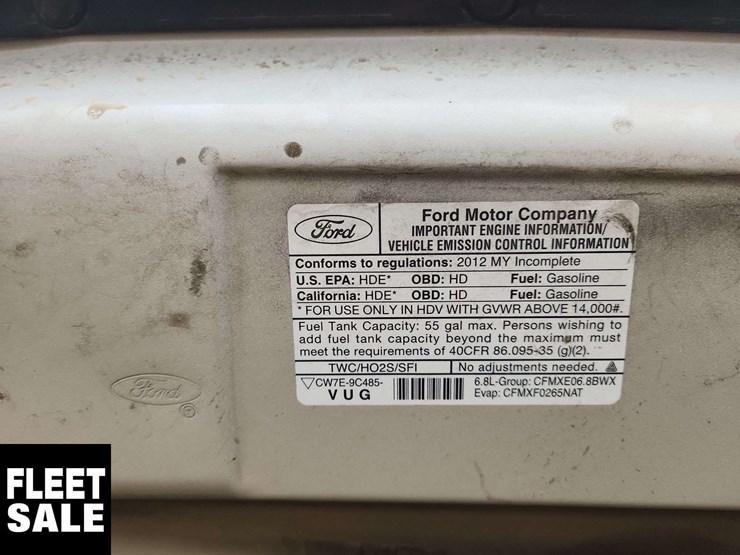 Ford
Ford Motor Company
IMPORTANT ENGINE INFORMATION/
VEHICLE EMISSION CONTROL INFORMATION
Conforms to regulations: 2012 MY Incomplete
U.S. EPA: HDE* OBD: HD Fuel: Gasoline
California: HDE* OBD: HD Fuel: Gasoline
* FOR USE ONLY IN HDV WITH GVWR ABOVE 14,000#.
Fuel Tank Capacity: 55 gal max. Persons wishing to
add fuel tank capacity beyond the maximum must
meet the requirements of 40CFR 86.095-35 (g)(2).
TWC/HO2S/SFI No adjustments needed.
CW7E-9C485- 6.8L-Group: CFMXE06.8BWX
VUG Evap: CFMXF0265NAT
Ford
©
FLEET
SALE